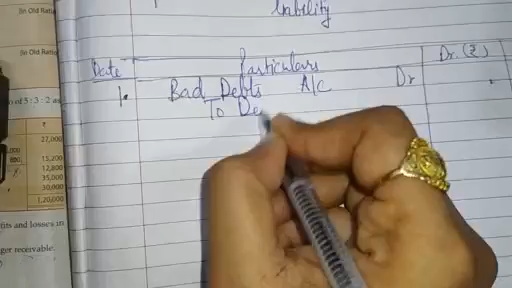 liability
in Old Ratio
in Old Ratio
Date Particulars Dr. (₹)
1. Bad Debts A/c Dr
To De
of 5 : 3 : 2 as
₹
27,000
15,200
12,800
35,000
30,000
1,20,000
fits and losses in
ger receivable.